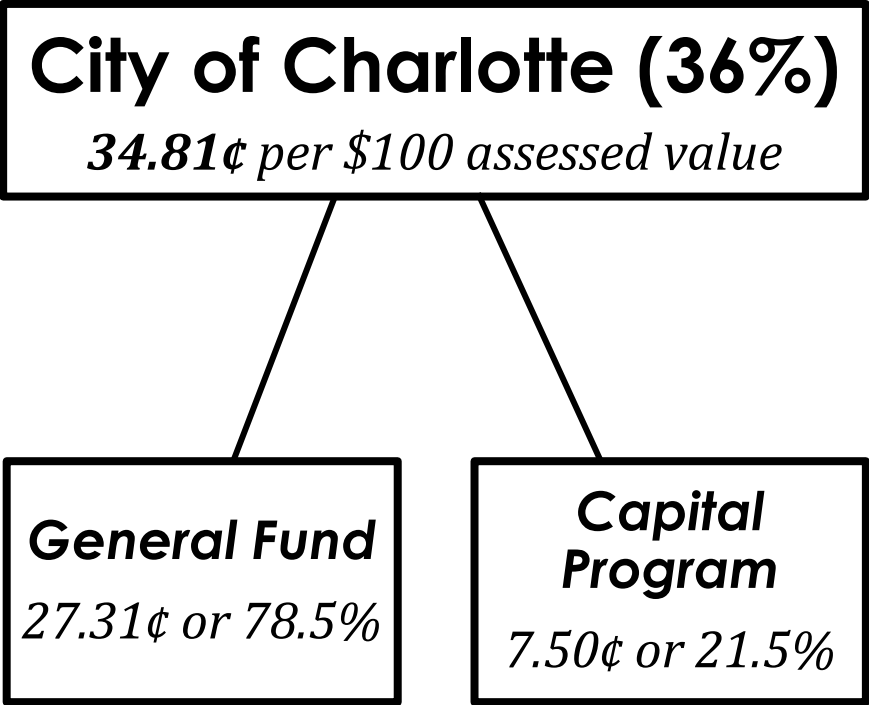 City of Charlotte (36%)
34.81¢ per $100 assessed value
General Fund
27.31¢ or 78.5%
Capital
Program
7.50¢ or 21.5%